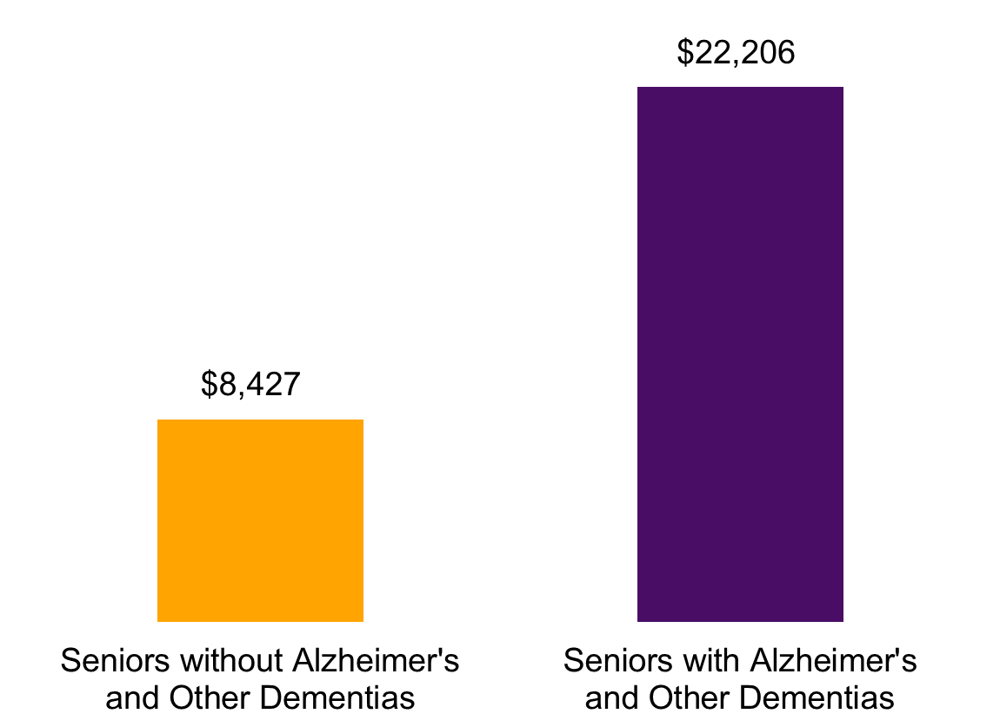 $22,206
$8,427
Seniors without Alzheimer's
and Other Dementias
Seniors with Alzheimer's
and Other Dementias